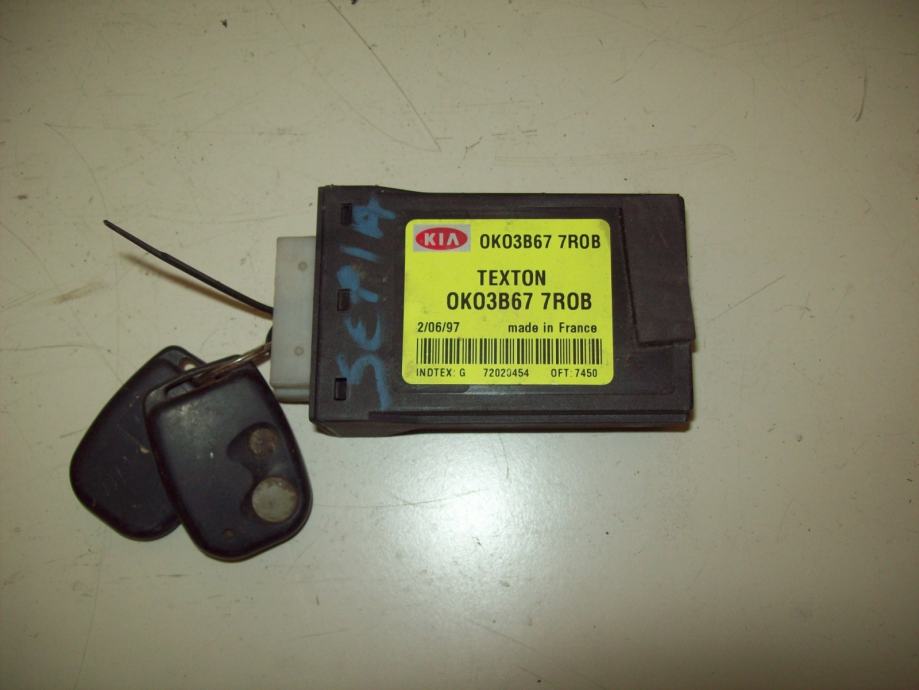 SEPIA
KIA 0K03B67 7R0B
TEXTON
0K03B67 7R0B
2/06/97 made in France
INDTEX: G 72020454 OFT: 7450